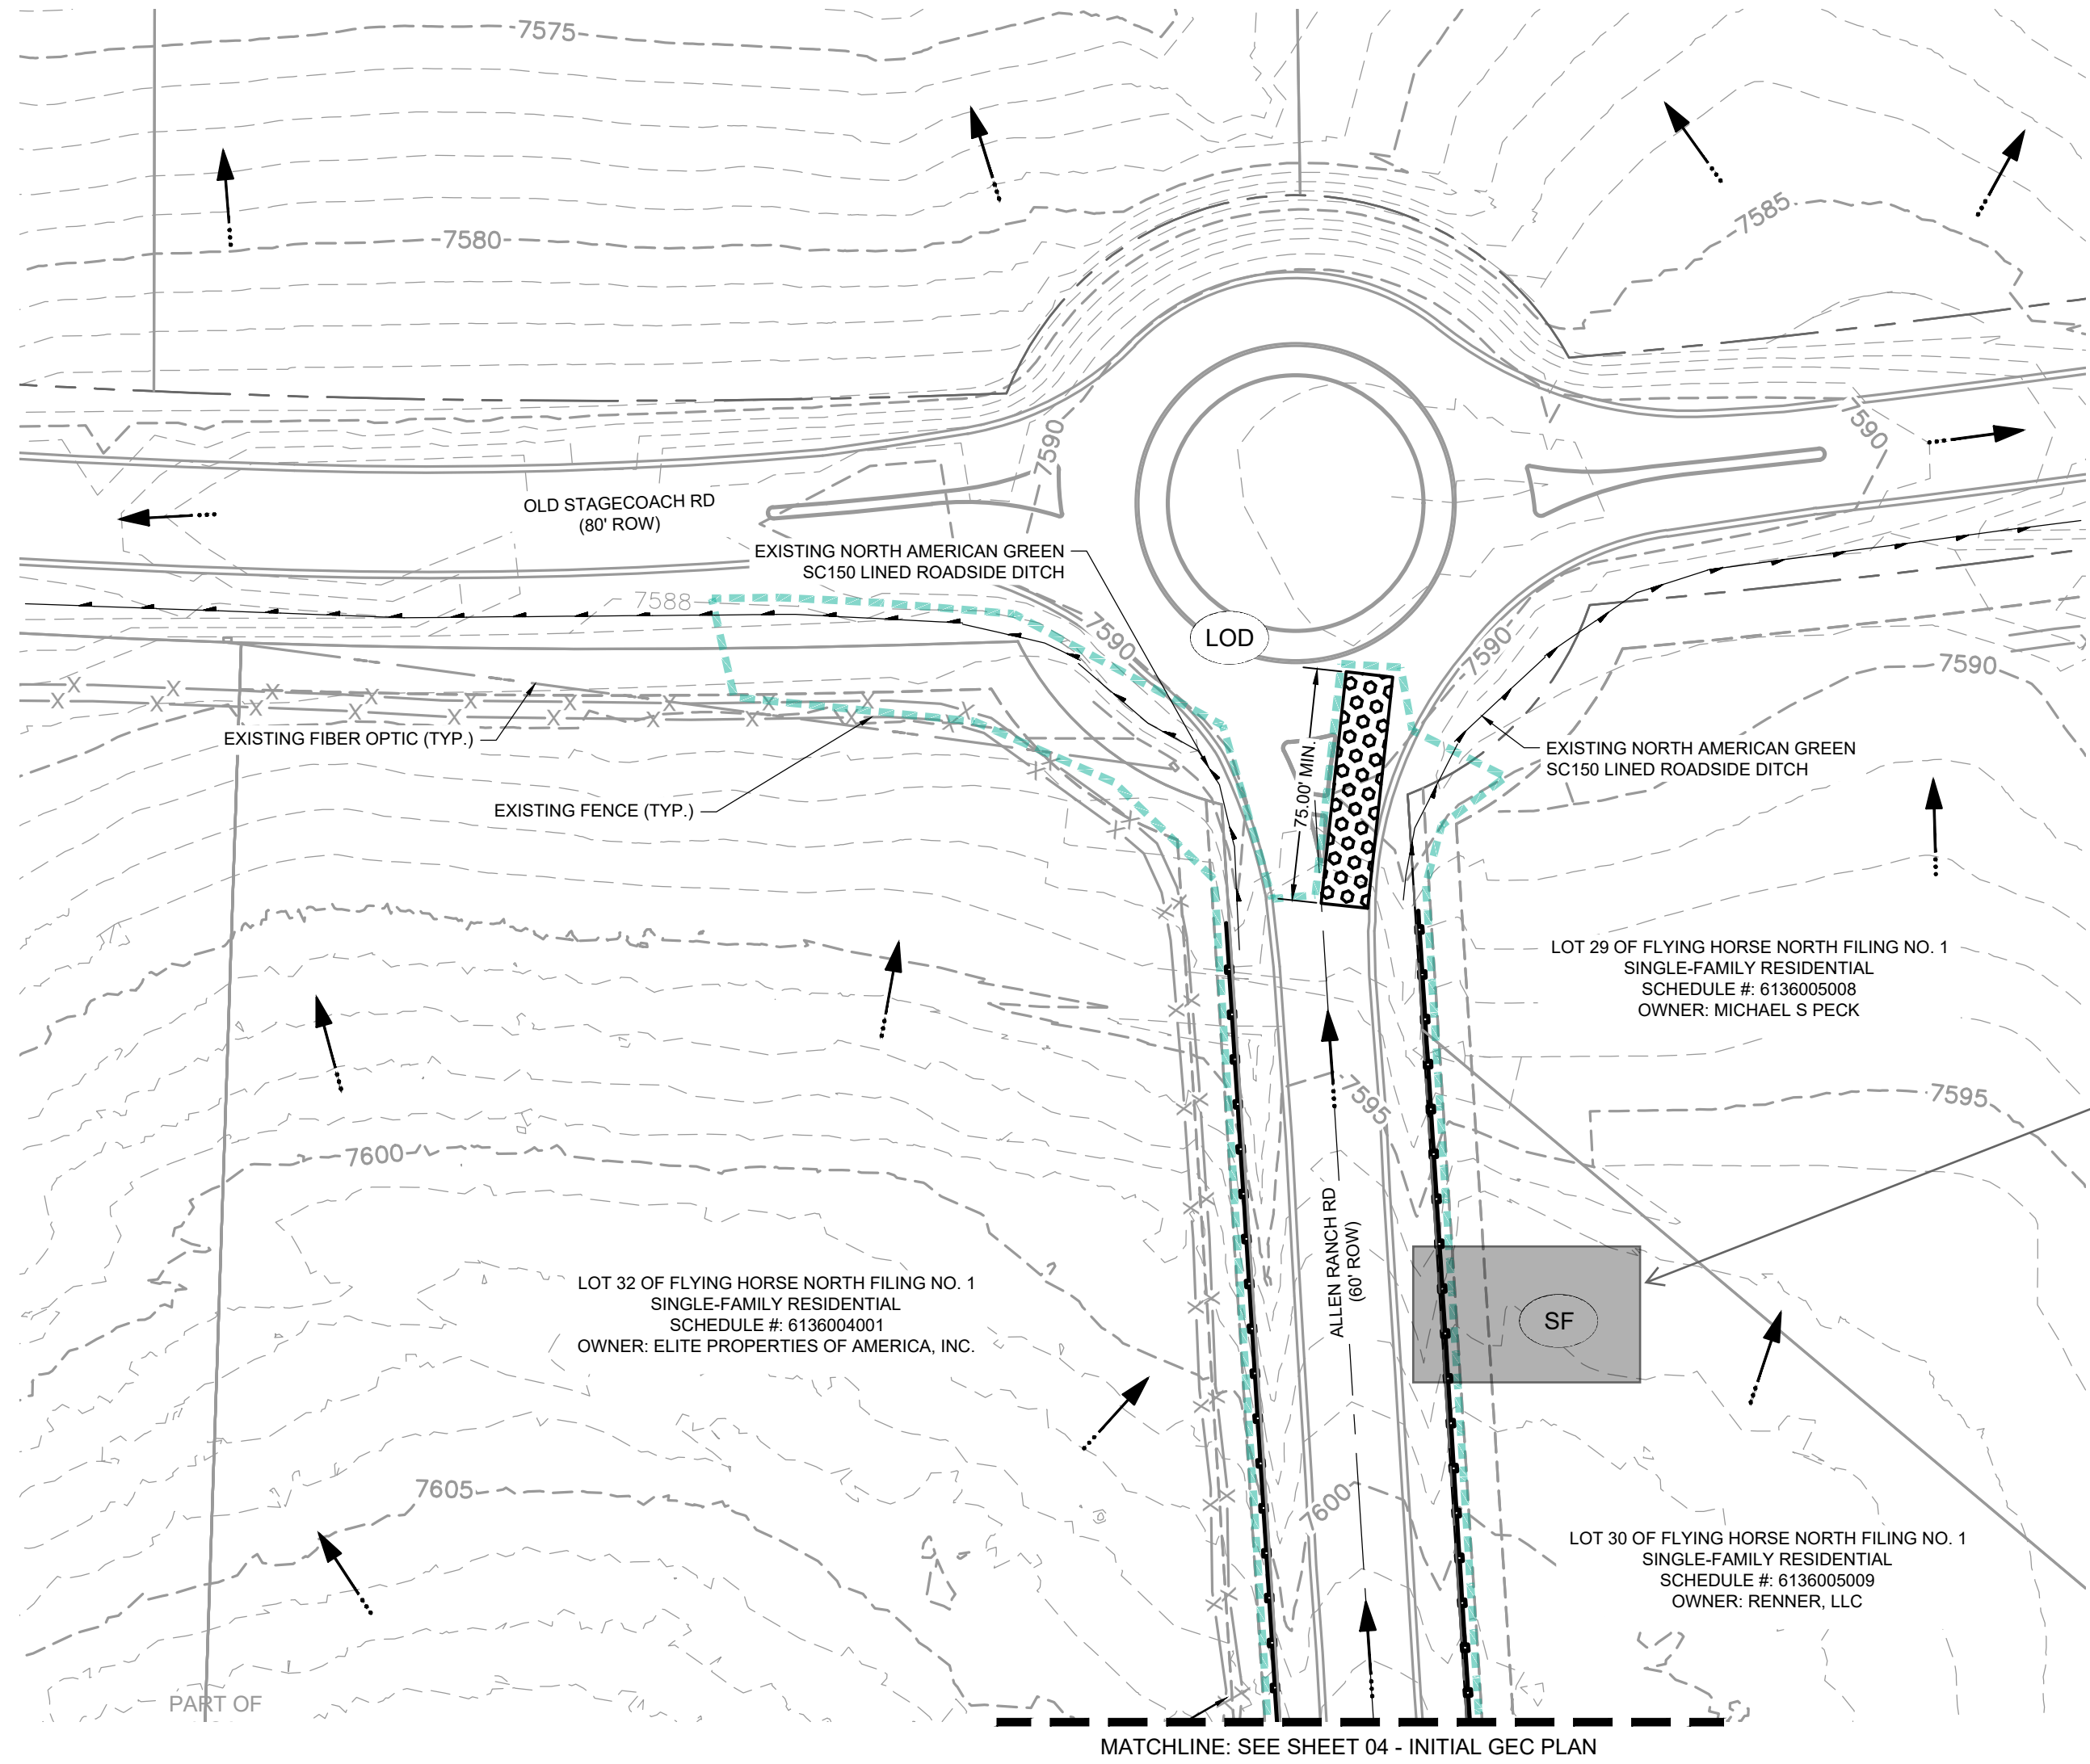 7575
7580
7585
7590
7590
OLD STAGECOACH RD
(80' ROW)
EXISTING NORTH AMERICAN GREEN
SC150 LINED ROADSIDE DITCH
7588
7590
LOD
7590
7590
EXISTING FIBER OPTIC (TYP.)
EXISTING NORTH AMERICAN GREEN
SC150 LINED ROADSIDE DITCH
75.00' MIN.
EXISTING FENCE (TYP.)
LOT 29 OF FLYING HORSE NORTH FILING NO. 1
SINGLE-FAMILY RESIDENTIAL
SCHEDULE #: 6136005008
OWNER: MICHAEL S PECK
7595
7595
7600
ALLEN RANCH RD
(60' ROW)
LOT 32 OF FLYING HORSE NORTH FILING NO. 1
SINGLE-FAMILY RESIDENTIAL
SCHEDULE #: 6136004001
OWNER: ELITE PROPERTIES OF AMERICA, INC.
SF
7605
7600
LOT 30 OF FLYING HORSE NORTH FILING NO. 1
SINGLE-FAMILY RESIDENTIAL
SCHEDULE #: 6136005009
OWNER: RENNER, LLC
PART OF
MATCHLINE: SEE SHEET 04 - INITIAL GEC PLAN